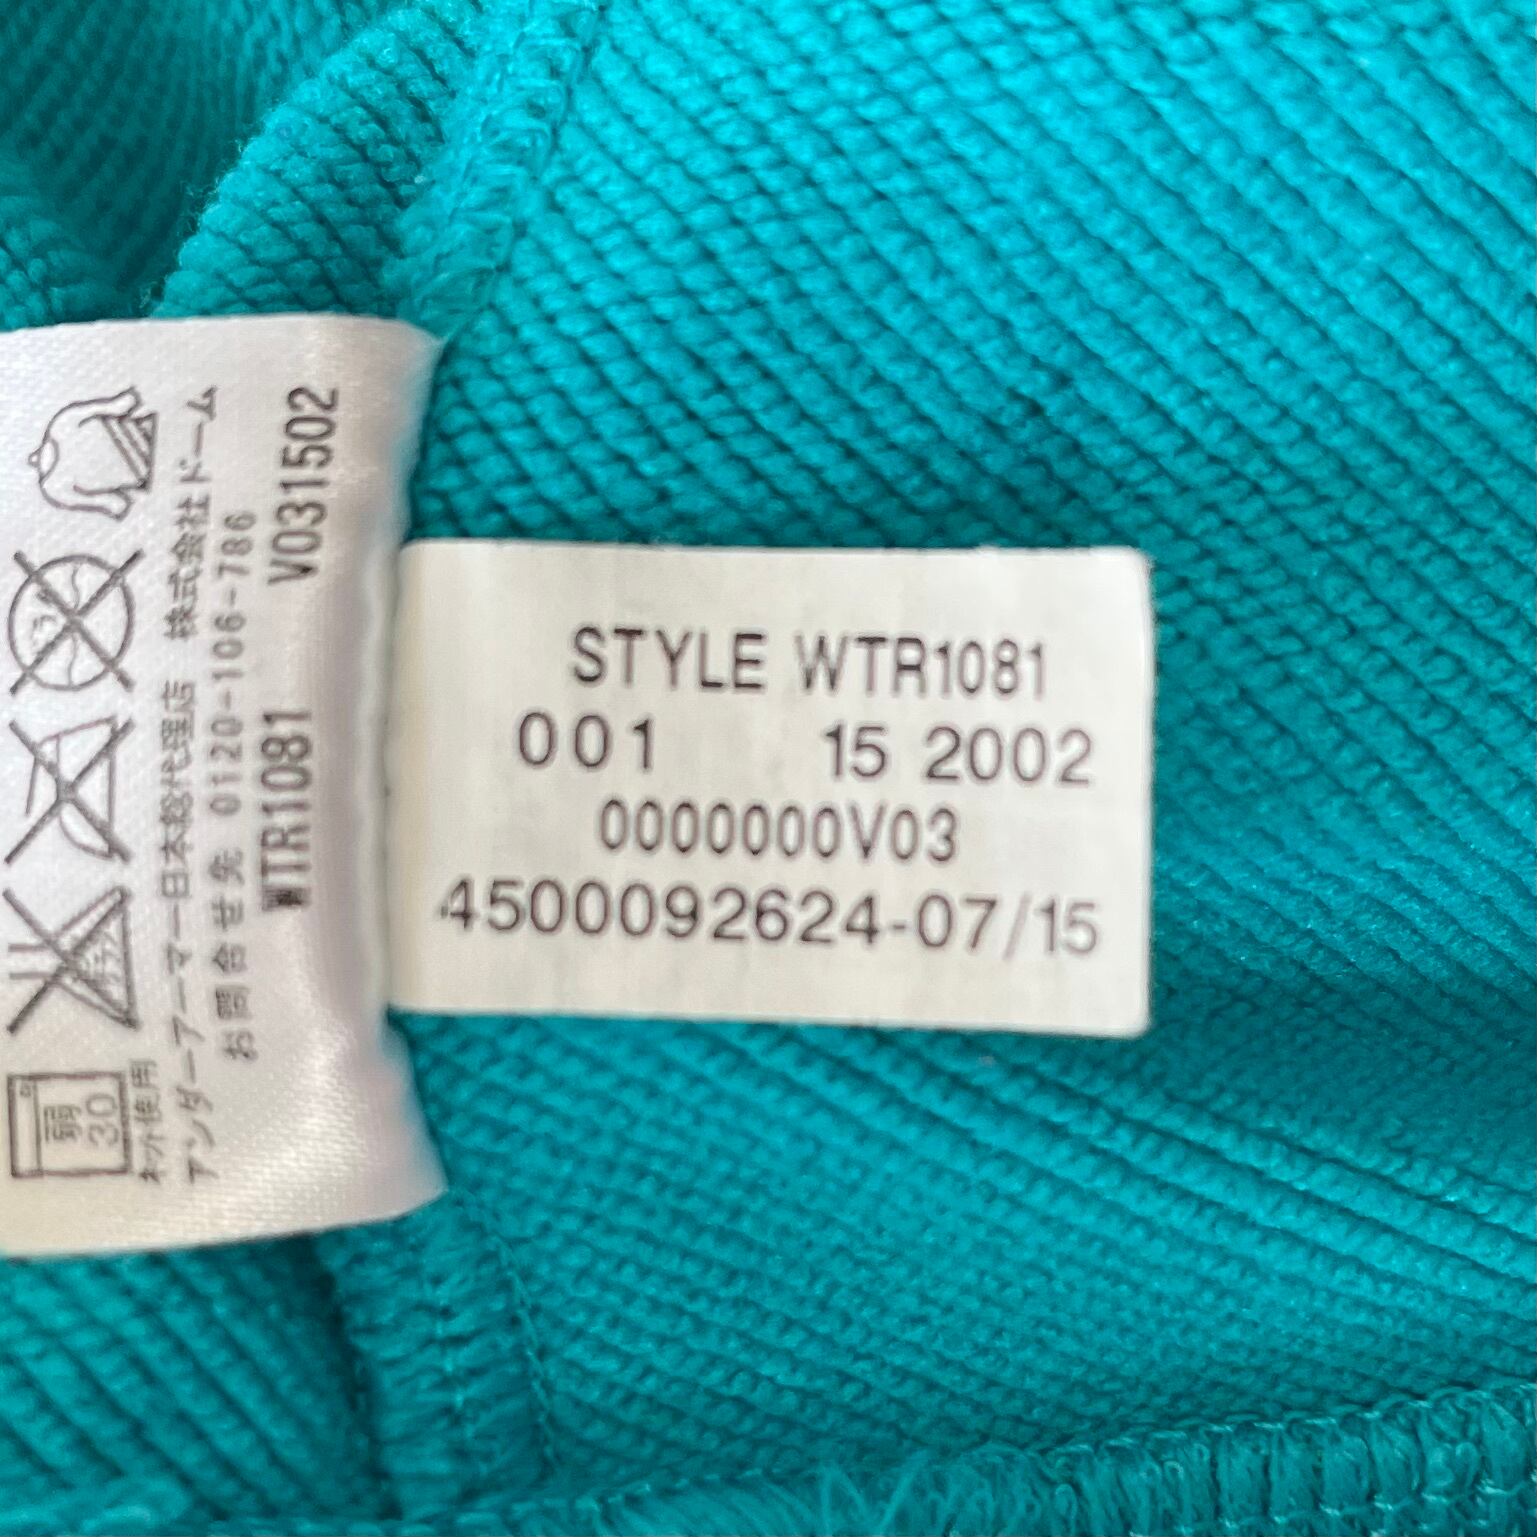 STYLE WTR1081
001 15 2002
0000000V03
4500092624-07/15
弱
30
ネット使用
アンダーアーマー日本総代理店 株式会社ドーム
お問合せ先 0120-106-786
WTR1081 V031502